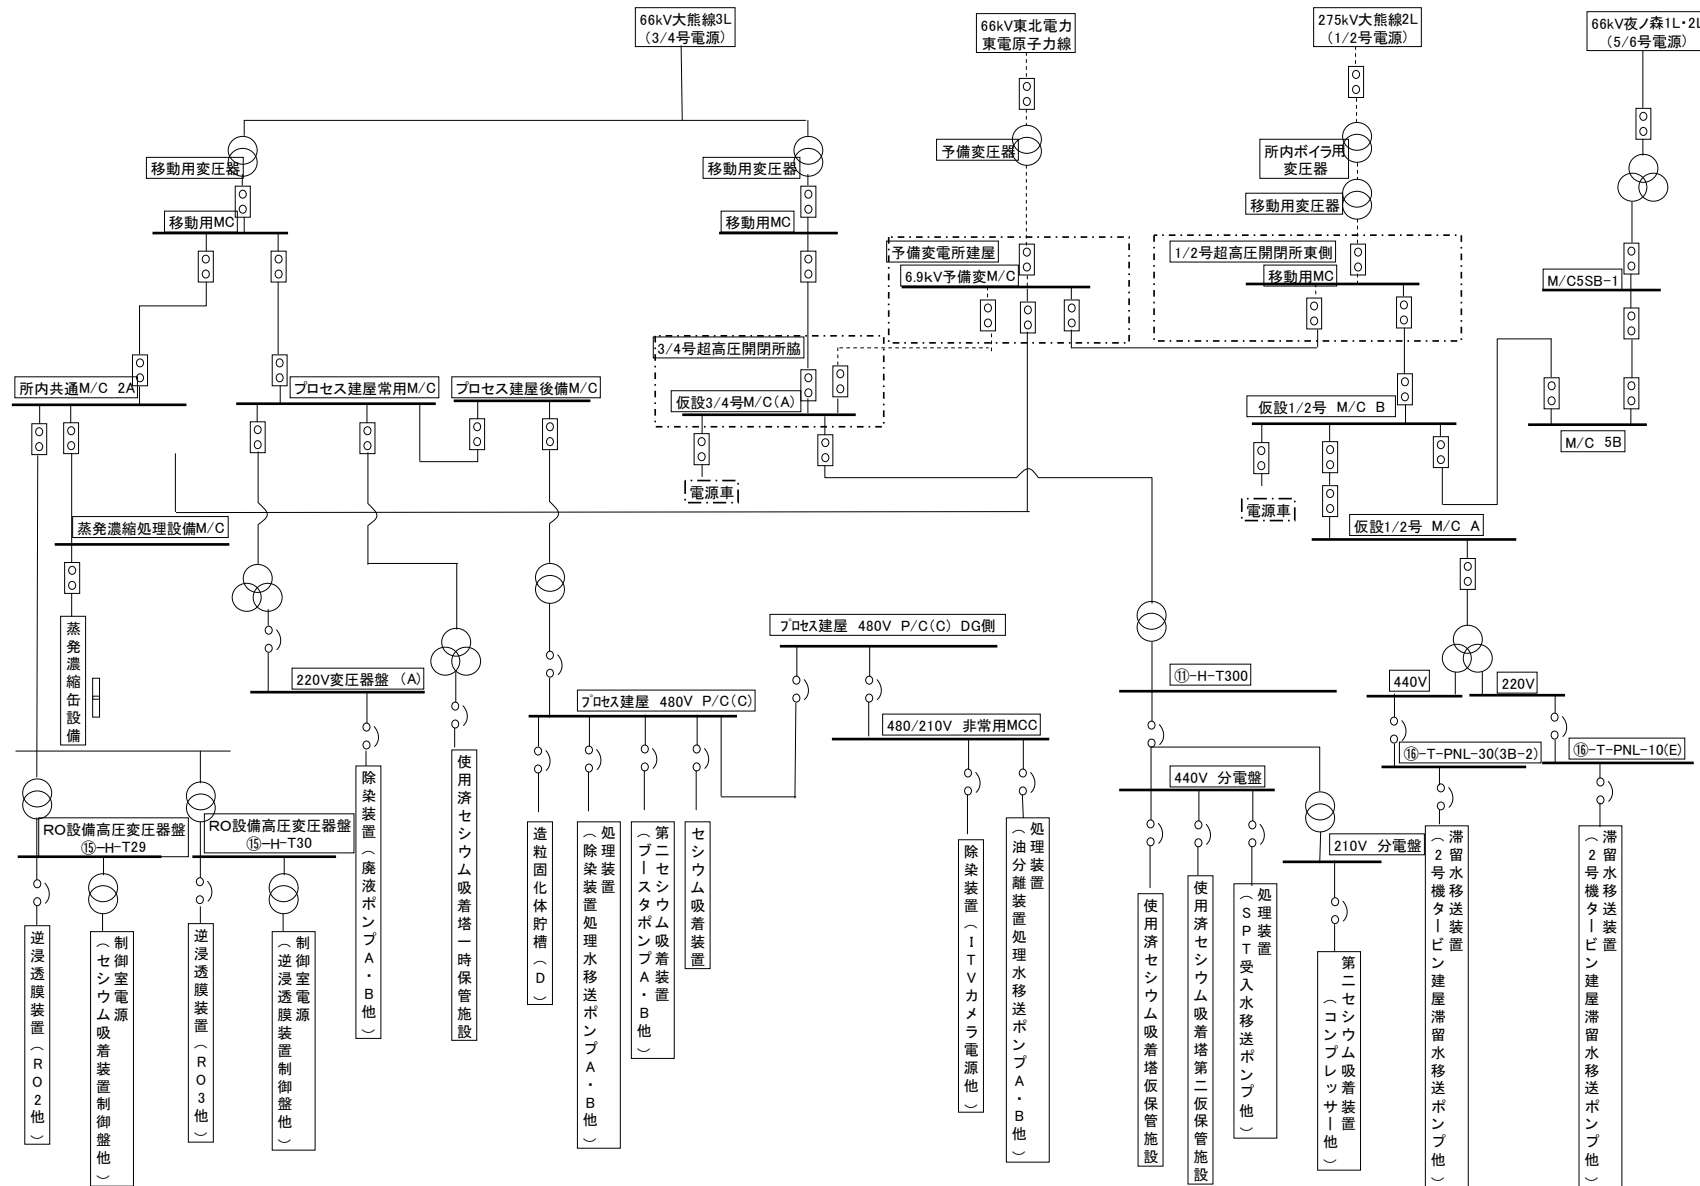 66kV大熊線3L
(3/4号電源)
66kV東北電力
東電原子力線
275kV大熊線2L
(1/2号電源)
66kV夜ノ森1L・2L
(5/6号電源)
移動用変圧器
移動用変圧器
予備変圧器
所内ボイラ用
変圧器
移動用変圧器
移動用MC
移動用MC
予備変電所建屋
6.9kV予備変M/C
1/2号超高圧開閉所東側
移動用MC
M/C5SB-1
3/4号超高圧開閉所脇
所内共通M/C 2A
プロセス建屋常用M/C
プロセス建屋後備M/C
仮設3/4号M/C(A)
仮設1/2号 M/C B
M/C 5B
電源車
電源車
蒸発濃縮処理設備M/C
仮設1/2号 M/C A
蒸発濃縮缶設備
プロセス建屋 480V P/C(C) DG側
220V変圧器盤 (A)
プロセス建屋 480V P/C(C)
480/210V 非常用MCC
⑪-H-T300
440V
220V
⑯-T-PNL-30(3B-2)
⑯-T-PNL-10(E)
440V 分電盤
210V 分電盤
RO設備高圧変圧器盤
⑮-H-T29
RO設備高圧変圧器盤
⑮-H-T30
逆浸透膜装置(RO2他)
制御室電源
(セシウム吸着装置制御盤他)
逆浸透膜装置(RO3他)
制御室電源
(逆浸透膜装置制御盤他)
除染装置(廃液ポンプA・B他)
使用済セシウム吸着塔一時保管施設
造粒固化体貯槽(D)
処理装置
(除染装置処理水移送ポンプA・B他)
第二セシウム吸着装置
(ブースタポンプA・B他)
セシウム吸着装置
除染装置(ITVカメラ電源他)
処理装置
(油分離装置処理水移送ポンプA・B他)
使用済セシウム吸着塔仮保管施設
使用済セシウム吸着塔第二仮保管施設
処理装置
(SPT受入水移送ポンプ他)
第二セシウム吸着装置
(コンプレッサー他)
滞留水移送装置
(2号機タービン建屋滞留水移送ポンプ他)
滞留水移送装置
(2号機タービン建屋滞留水移送ポンプ他)